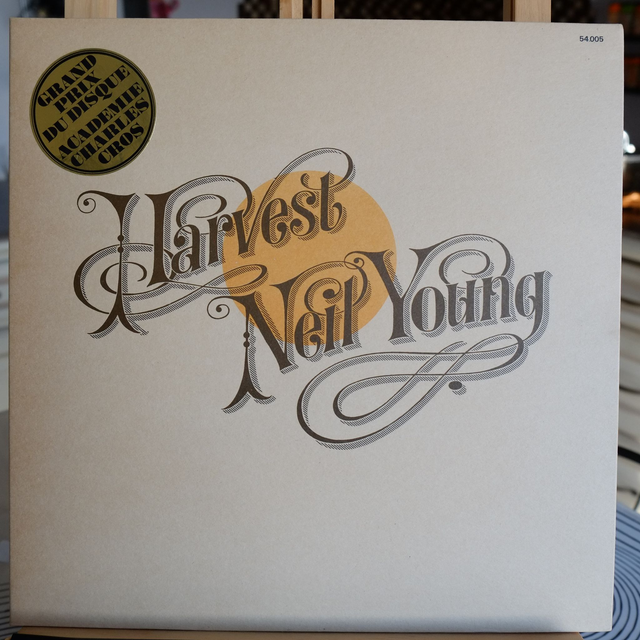 54.005
GRAND
PRIX
DU DISQUE
ACADEMIE
CHARLES
CROS
Harvest
Neil Young